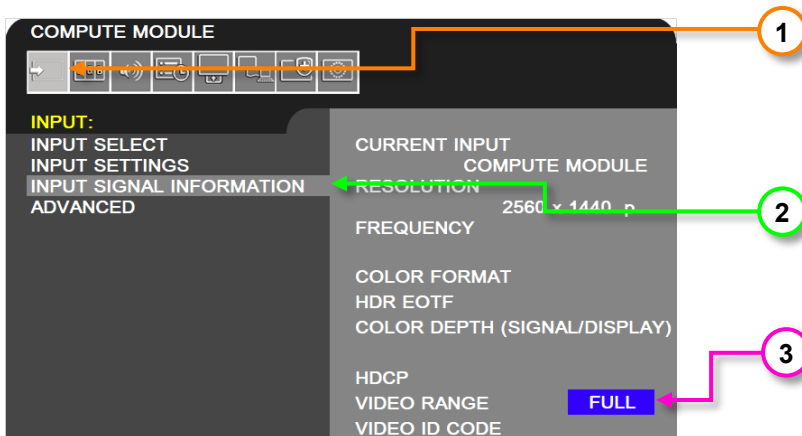 COMPUTE MODULE
1
INPUT:
INPUT SELECT
INPUT SETTINGS
INPUT SIGNAL INFORMATION
ADVANCED
CURRENT INPUT
COMPUTE MODULE
RESOLUTION
2560 x 1440 p
FREQUENCY
2
COLOR FORMAT
HDR EOTF
COLOR DEPTH (SIGNAL/DISPLAY)
HDCP
VIDEO RANGE FULL
VIDEO ID CODE
3